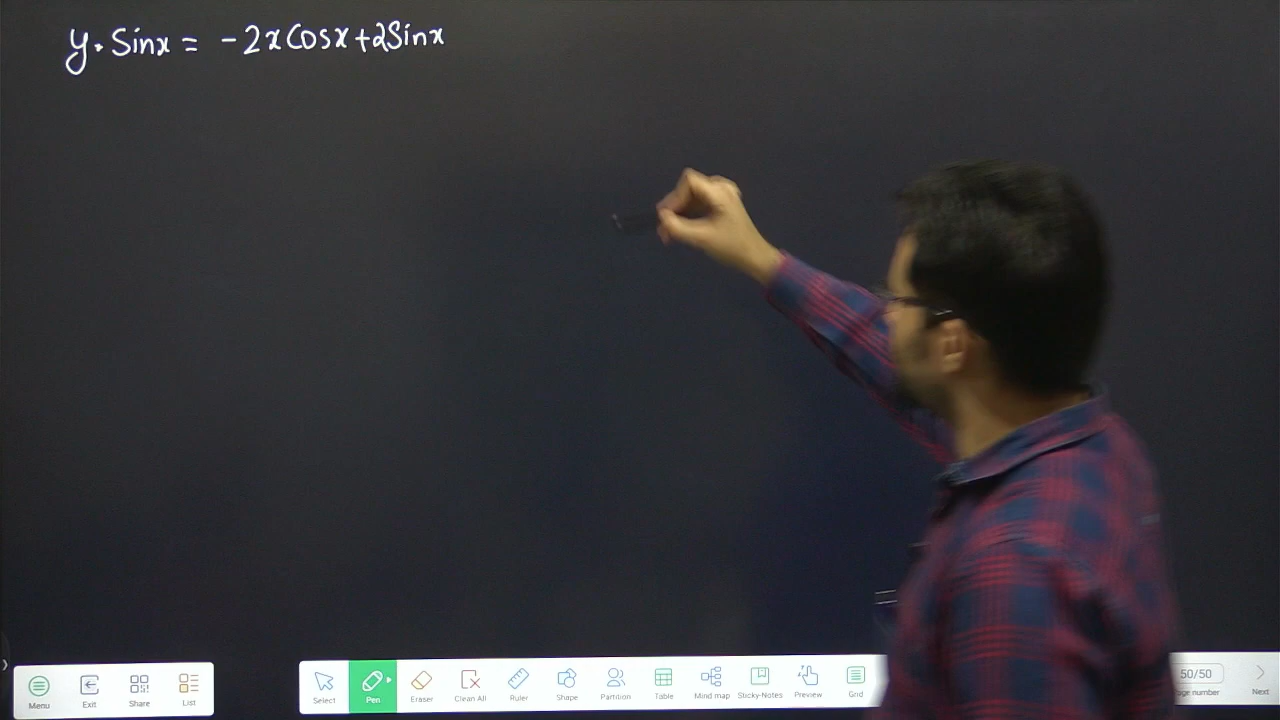 y. Sinx = -2xCosx+2Sinx
Menu
Exit
Share
List
Select
Pen
Eraser
Clean All
Ruler
Shape
Partition
Table
Mind map
Sticky-Notes
Preview
Grid
50/50
number
Next